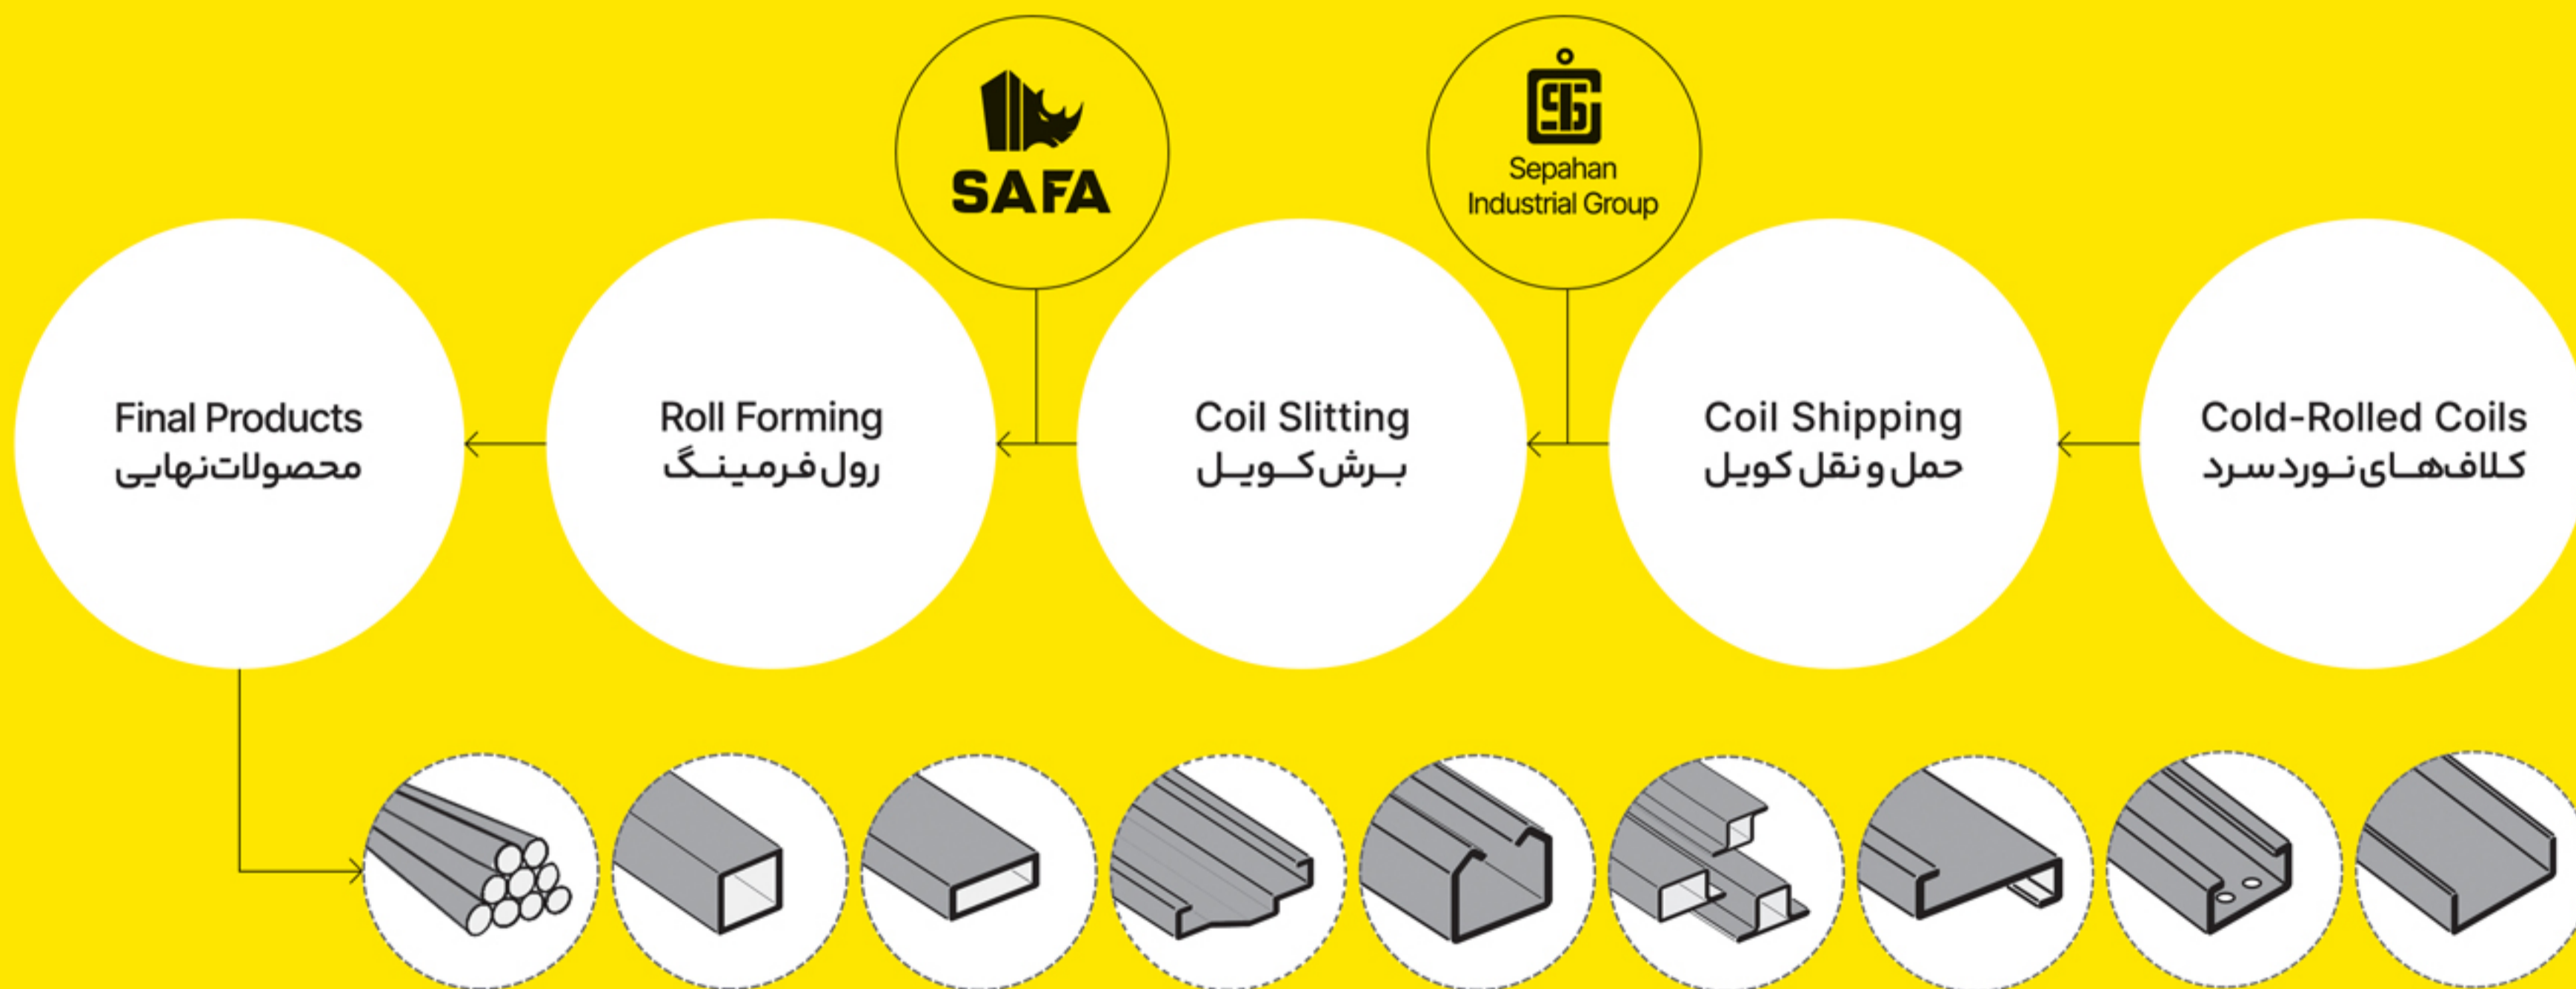 SAFA
Sepahan
Industrial Group
Final Products
محصولات نهایی
Roll Forming
رول فرمینگ
Coil Slitting
برش کویل
Coil Shipping
حمل و نقل کویل
Cold-Rolled Coils
کلاف‌های نورد سرد